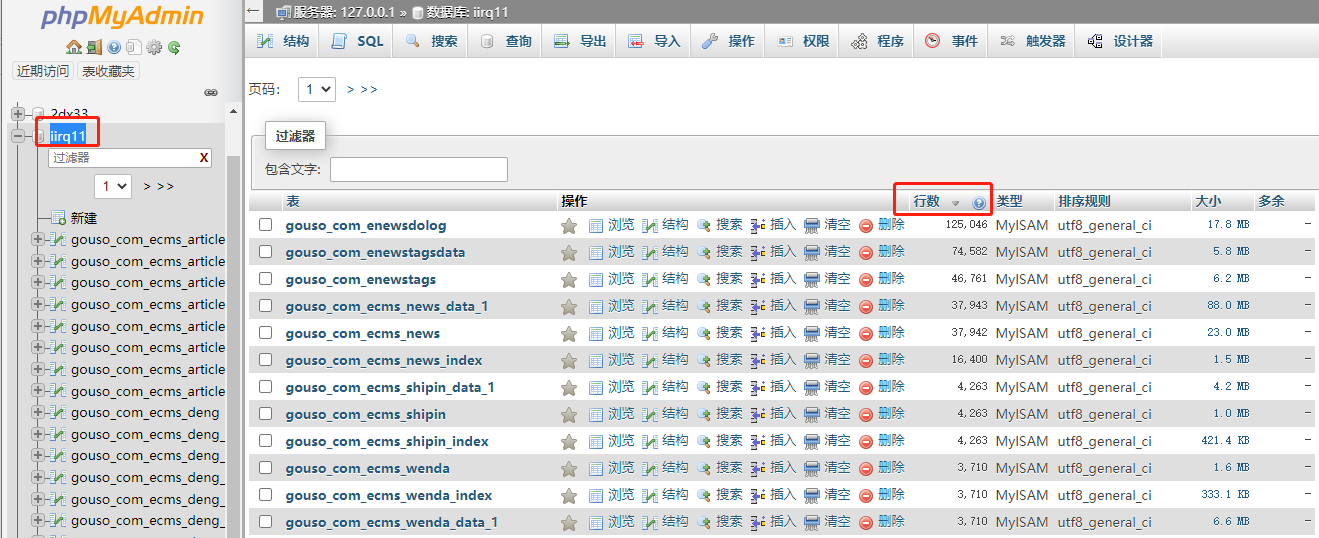 phpMyAdmin
近期访问 表收藏夹
2dx33
iirq11
过滤器 X
1 > >>
新建
gouso_com_ecms_article
gouso_com_ecms_article
gouso_com_ecms_article
gouso_com_ecms_article
gouso_com_ecms_article
gouso_com_ecms_article
gouso_com_ecms_article
gouso_com_ecms_article
gouso_com_ecms_deng
gouso_com_ecms_deng_
gouso_com_ecms_deng_
gouso_com_ecms_deng_
gouso_com_ecms_deng_
gouso_com_ecms_deng_
服务器: 127.0.0.1 » 数据库: iirq11
结构 SQL 搜索 查询 导出 导入 操作 权限 程序 事件 触发器 设计器
页码: 1 > >>
过滤器
包含文字:
表 操作 行数 类型 排序规则 大小 多余
gouso_com_enewsdolog 浏览 结构 搜索 插入 清空 删除 125,046 MyISAM utf8_general_ci 17.8 MB -
gouso_com_enewstagsdata 浏览 结构 搜索 插入 清空 删除 74,582 MyISAM utf8_general_ci 5.8 MB -
gouso_com_enewstags 浏览 结构 搜索 插入 清空 删除 46,761 MyISAM utf8_general_ci 6.2 MB -
gouso_com_ecms_news_data_1 浏览 结构 搜索 插入 清空 删除 37,943 MyISAM utf8_general_ci 88.0 MB -
gouso_com_ecms_news 浏览 结构 搜索 插入 清空 删除 37,942 MyISAM utf8_general_ci 23.0 MB -
gouso_com_ecms_news_index 浏览 结构 搜索 插入 清空 删除 16,400 MyISAM utf8_general_ci 1.5 MB -
gouso_com_ecms_shipin_data_1 浏览 结构 搜索 插入 清空 删除 4,263 MyISAM utf8_general_ci 4.2 MB -
gouso_com_ecms_shipin 浏览 结构 搜索 插入 清空 删除 4,263 MyISAM utf8_general_ci 1.0 MB -
gouso_com_ecms_shipin_index 浏览 结构 搜索 插入 清空 删除 4,263 MyISAM utf8_general_ci 421.4 KB -
gouso_com_ecms_wenda 浏览 结构 搜索 插入 清空 删除 3,710 MyISAM utf8_general_ci 1.6 MB -
gouso_com_ecms_wenda_index 浏览 结构 搜索 插入 清空 删除 3,710 MyISAM utf8_general_ci 333.1 KB -
gouso_com_ecms_wenda_data_1 浏览 结构 搜索 插入 清空 删除 3,710 MyISAM utf8_general_ci 6.6 MB -